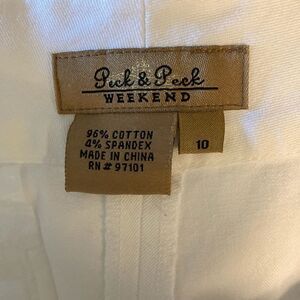 Peck & Peck
WEEKEND
96% COTTON
4% SPANDEX
MADE IN CHINA
RN # 97101
10